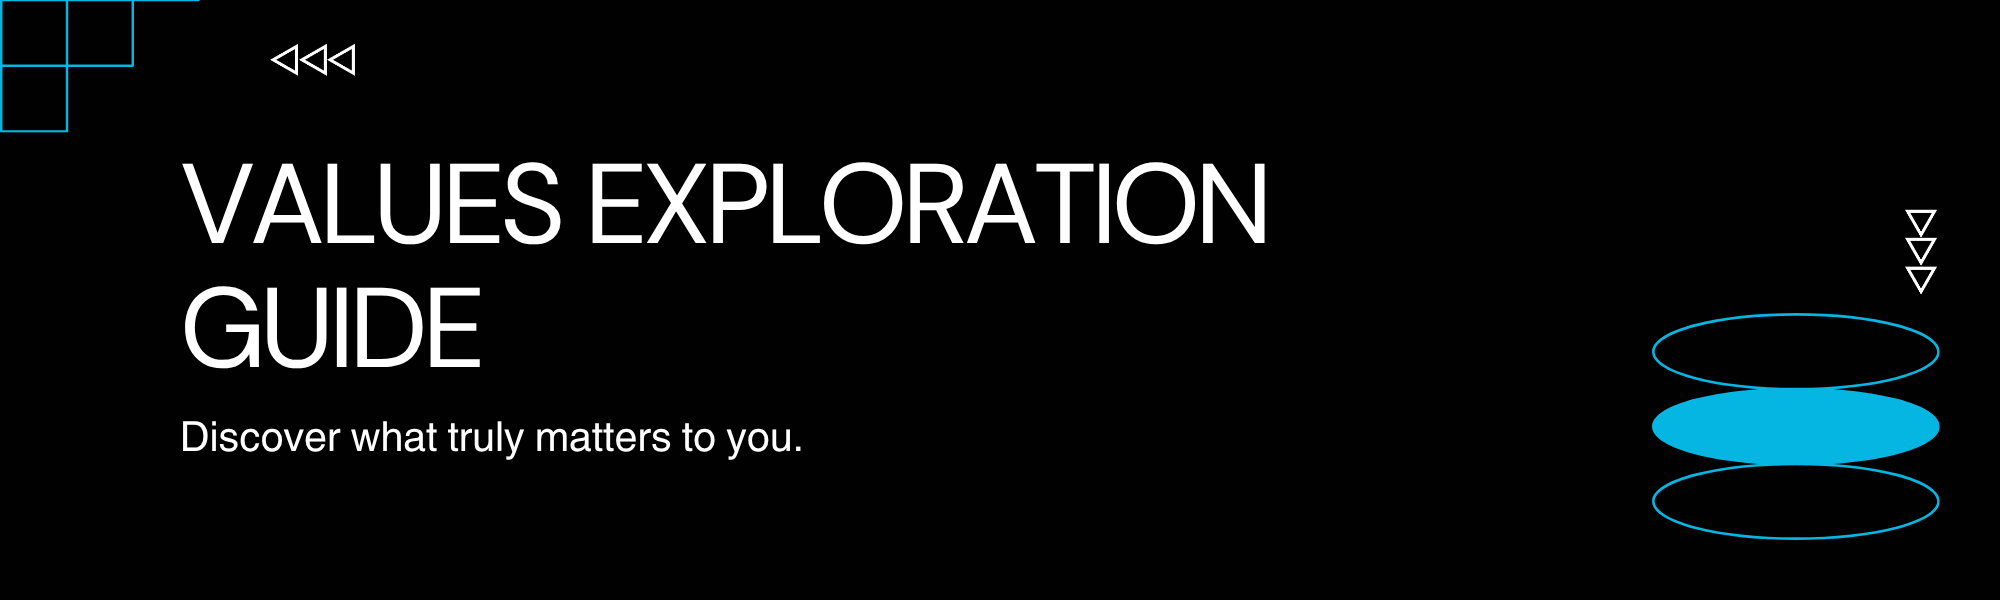 VALUES EXPLORATION
GUIDE
Discover what truly matters to you.